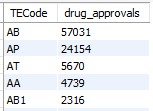 TECode drug_approvals
AB 57031
AP 24154
AT 5670
AA 4739
AB1 2316